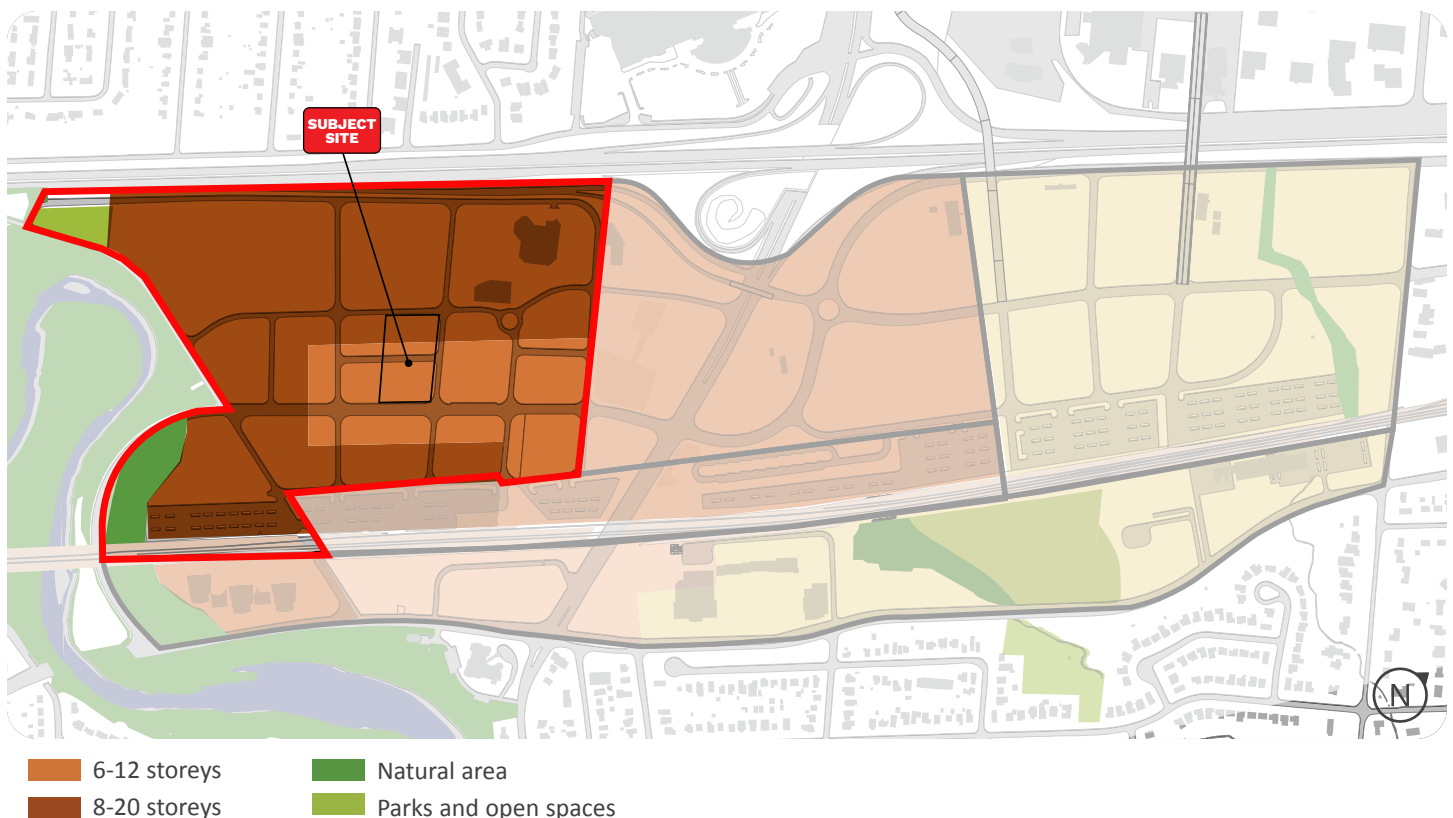 SUBJECT
SITE
N
6-12 storeys
8-20 storeys
Natural area
Parks and open spaces